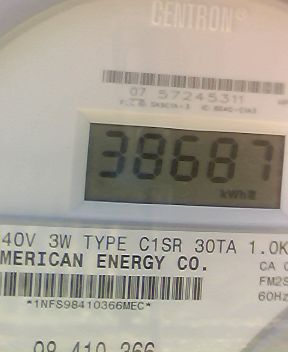 CENTRON®
07 57245311
38687
kWh
40V 3W TYPE C1SR 30TA 1.0K
MERICAN ENERGY CO.
CA
FM2S
60Hz
*1NFS98410366MEC*
98 410 366